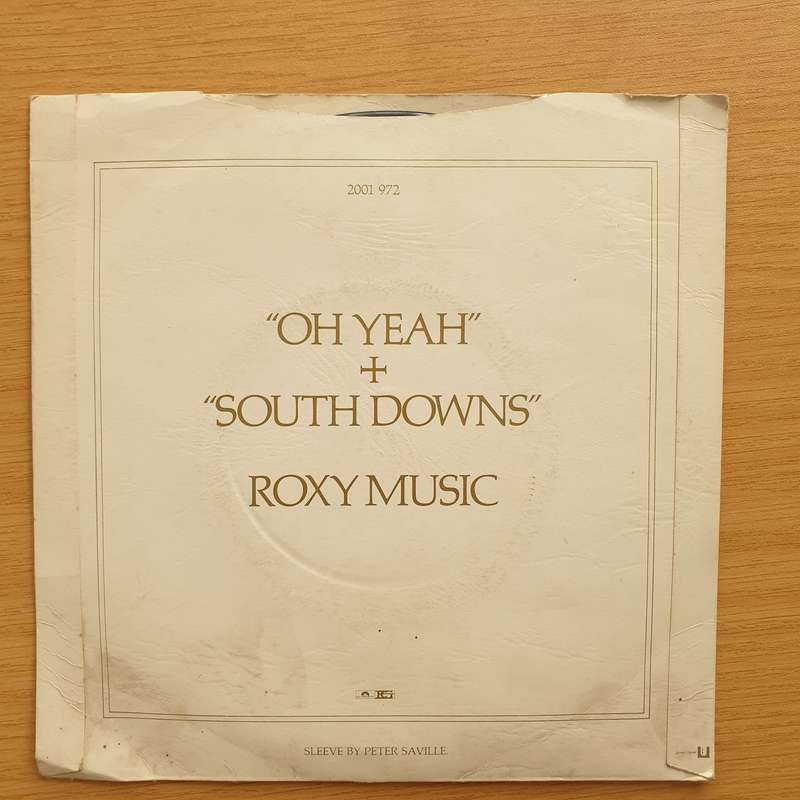 2001 972
“OH YEAH”
+
“SOUTH DOWNS”
ROXY MUSIC
SLEEVE BY PETER SAVILLE